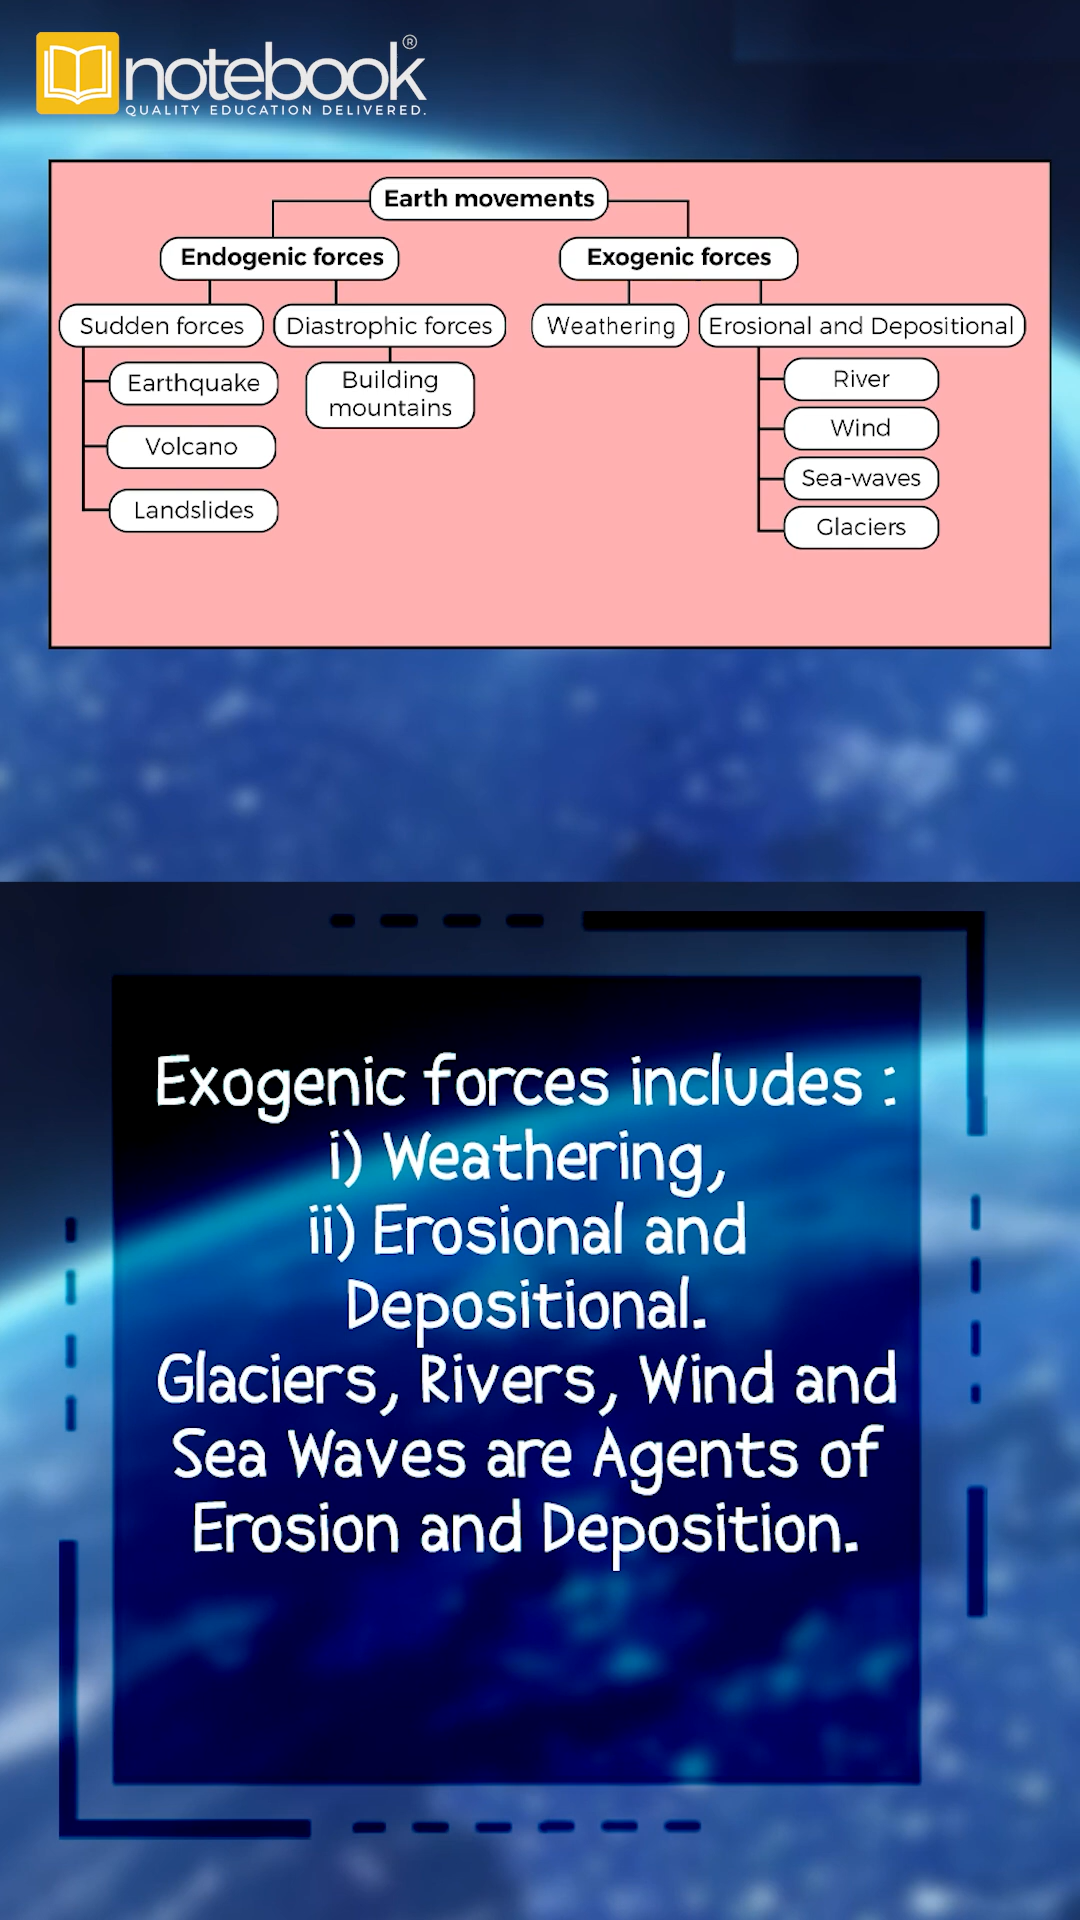 notebook®
QUALITY EDUCATION DELIVERED.
Earth movements
Endogenic forces
Exogenic forces
Sudden forces
Diastrophic forces
Weathering
Erosional and Depositional
Earthquake
Volcano
Landslides
Building
mountains
River
Wind
Sea-waves
Glaciers
Exogenic forces includes :
i) Weathering,
ii) Erosional and
Depositional.
Glaciers, Rivers, Wind and
Sea Waves are Agents of
Erosion and Deposition.